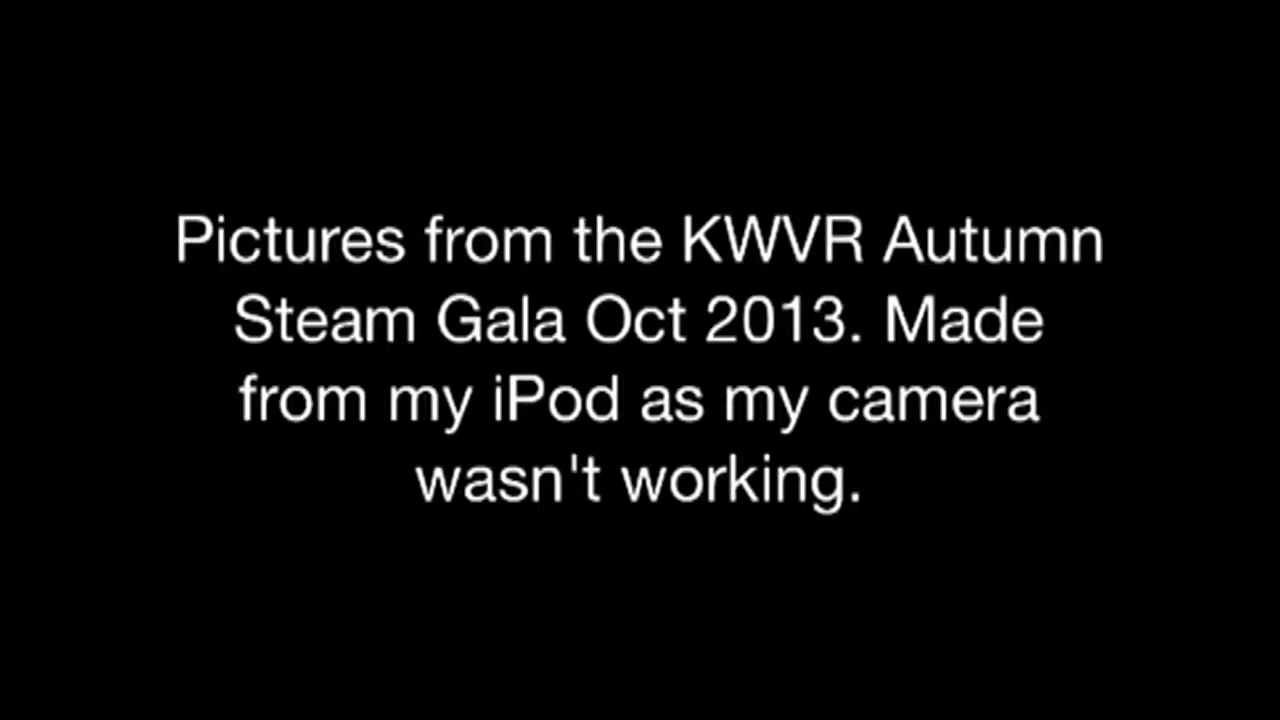 Pictures from the KWVR Autumn
Steam Gala Oct 2013. Made
from my iPod as my camera
wasn't working.